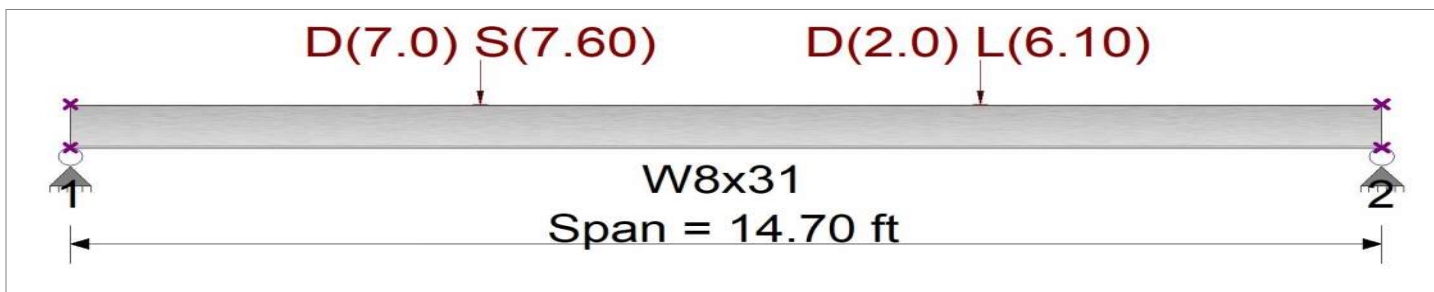 D(7.0) S(7.60) D(2.0) L(6.10)
W8x31
1 2
Span = 14.70 ft